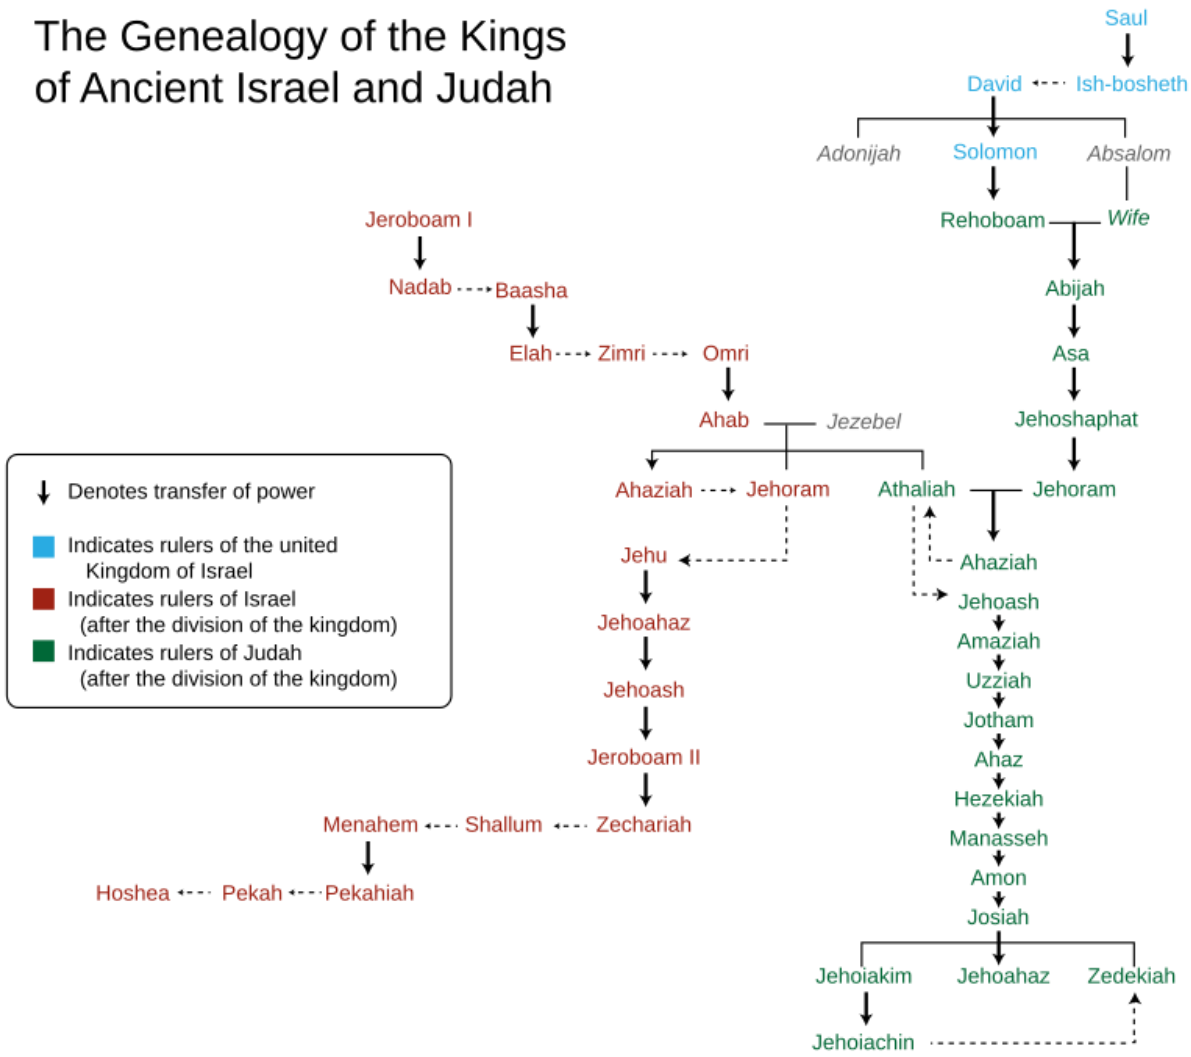 The Genealogy of the Kings
of Ancient Israel and Judah
Saul
David Ish-bosheth
Adonijah Solomon Absalom
Jeroboam I Rehoboam Wife
Nadab Baasha Abijah
Elah Zimri Omri Asa
Ahab Jezebel Jehoshaphat
Ahaziah Jehoram Athaliah Jehoram
Denotes transfer of power
Indicates rulers of the united
Kingdom of Israel
Indicates rulers of Israel
(after the division of the kingdom)
Indicates rulers of Judah
(after the division of the kingdom)
Jehu Ahaziah
Jehoash
Jehoahaz Amaziah
Uzziah
Jehoash
Jotham
Jeroboam II Ahaz
Hezekiah
Menahem Shallum Zechariah Manasseh
Amon
Hoshea Pekah Pekahiah
Josiah
Jehoiakim Jehoahaz Zedekiah
Jehoiachin